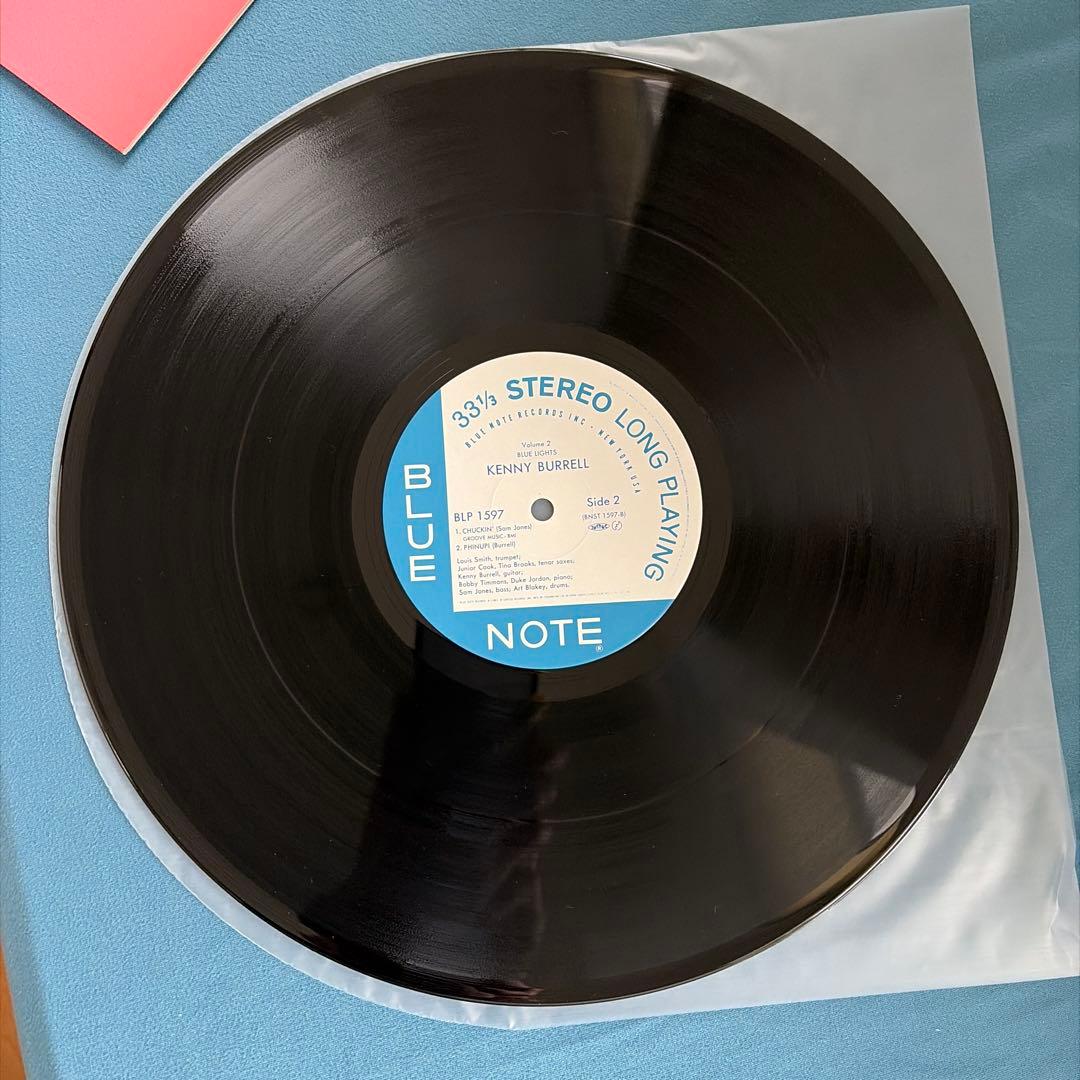 33⅓ STEREO LONG PLAYING
BLUE NOTE RECORDS INC · NEW YORK USA
Volume 2
BLUE LIGHTS
KENNY BURRELL
BLP 1597
Side 2
(BNST 1597-B)
1. CHUCKIN' (Sam Jones)
GROOVE MUSIC - BMI
2. PHINUPI (Burrell)
Louis Smith, trumpet;
Junior Cook, Tina Brooks, tenor saxes;
Kenny Burrell, guitar;
Bobby Timmons, Duke Jordan, piano;
Sam Jones, bass; Art Blakey, drums.
BLUE
NOTE®